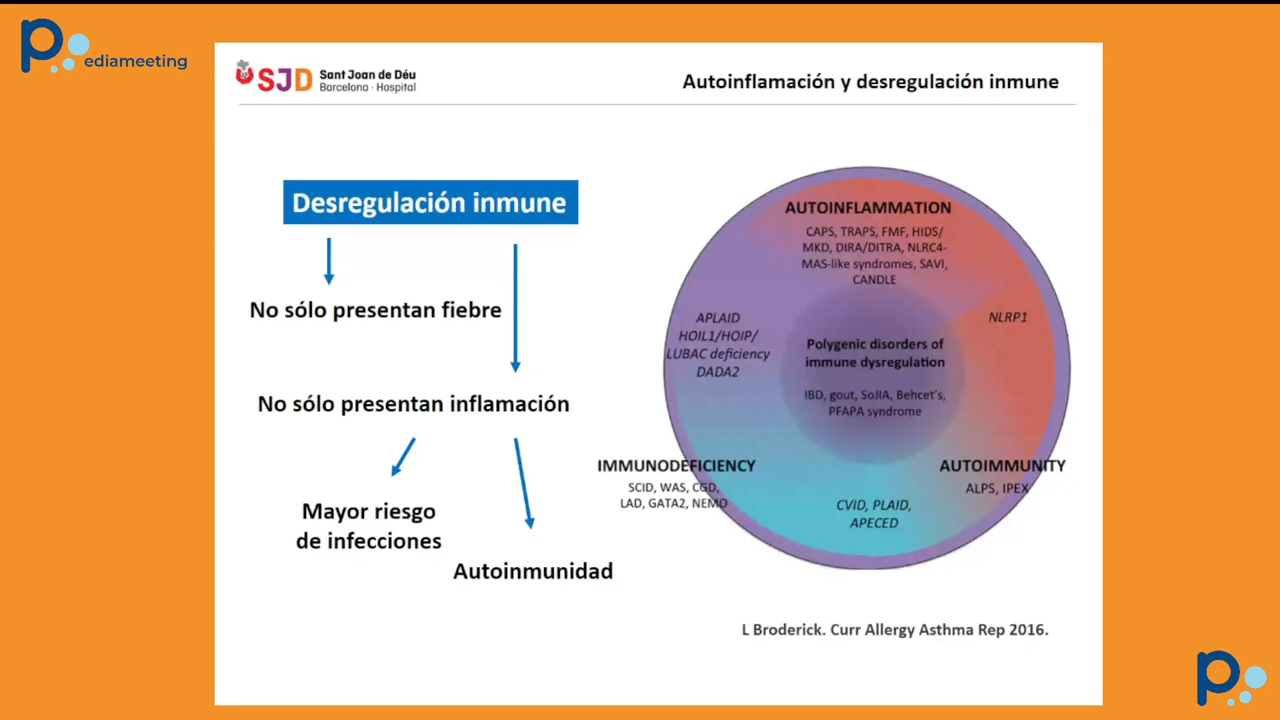 Pediameeting
SJD Sant Joan de Déu
Barcelona · Hospital
Autoinflamación y desregulación inmune
Desregulación inmune
No sólo presentan fiebre
No sólo presentan inflamación
Mayor riesgo
de infecciones
Autoinmunidad
AUTOINFLAMMATION
CAPS, TRAPS, FMF, HIDS/
MKD, DIRA/DITRA, NLRC4-
MAS-like syndromes, SAVI,
CANDLE
APLAID
HOIL1/HOIP/
LUBAC deficiency
DADA2
NLRP1
Polygenic disorders of
immune dysregulation
IBD, gout, SoJIA, Behcet's,
PFAPA syndrome
IMMUNODEFICIENCY
SCID, WAS, CGD,
LAD, GATA2, NEMO
AUTOIMMUNITY
ALPS, IPEX
CVID, PLAID,
APECED
L Broderick. Curr Allergy Asthma Rep 2016.
P